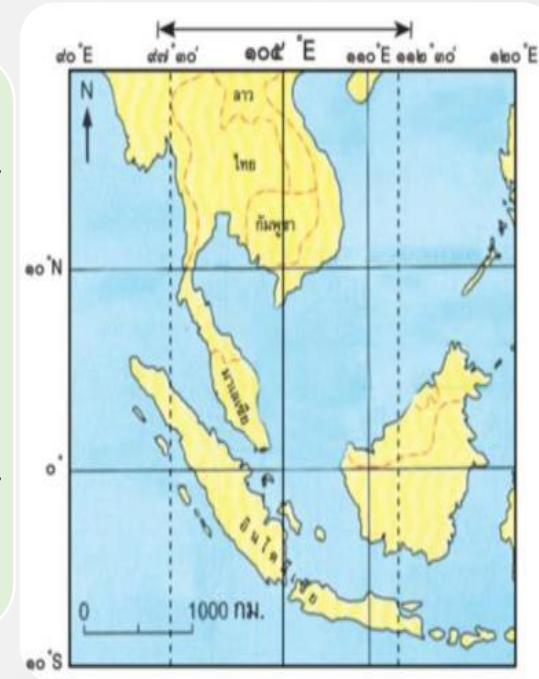 ๑๐๕ °E
๙๐°E ๙๗°๓๐' ๑๑๐°E ๑๑๒°๓๐' ๑๒๐°E
N
ลาว
ไทย
กัมพูชา
๑๐°N
มาเลเซีย
๐°
อินโดนีเซีย
0 1000 กม.
๑๐°S